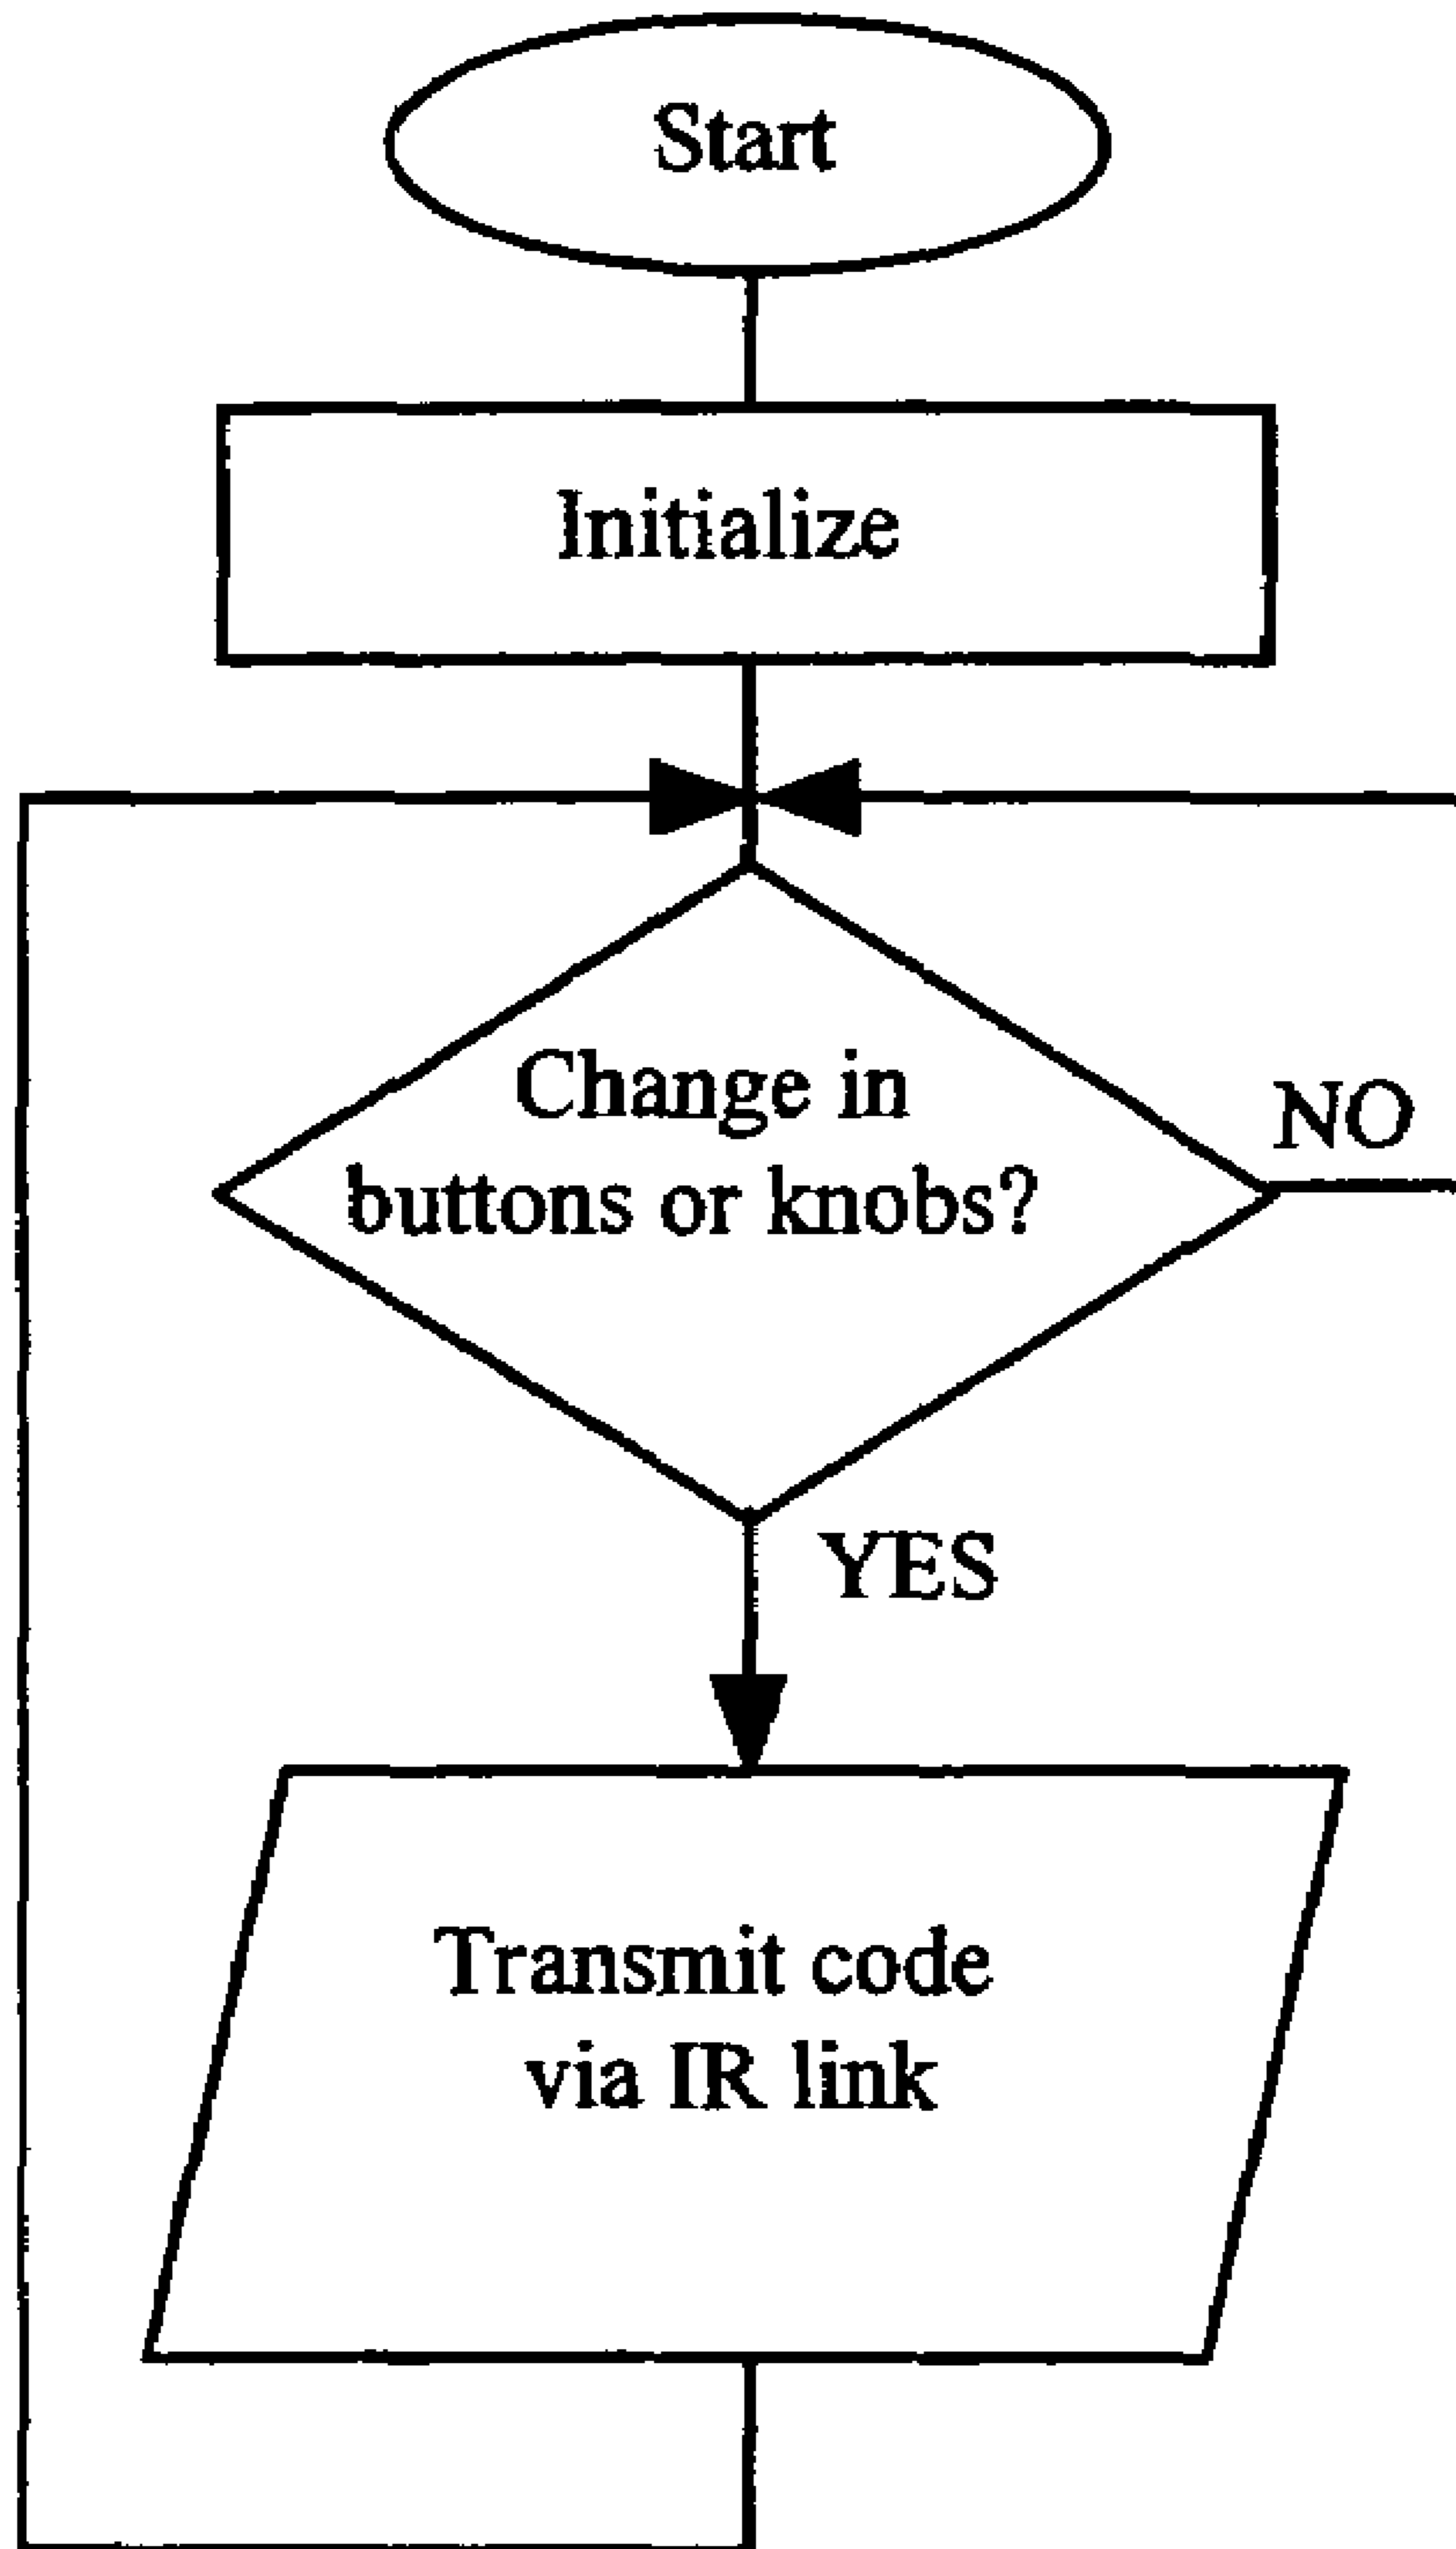 Start
Initialize
Change in
buttons or knobs?
NO
YES
Transmit code
via IR link